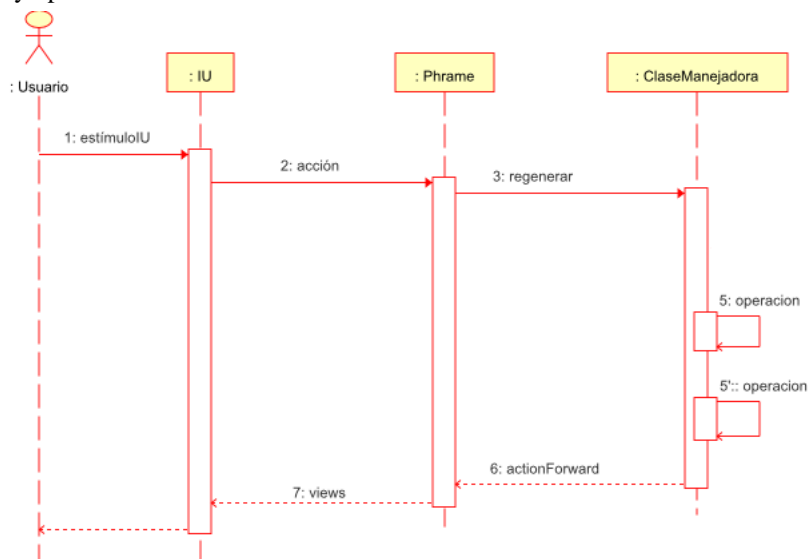 : Usuario
: IU
: Phrame
: ClaseManejadora
1: estímuloIU
2: acción
3: regenerar
5: operacion
5':: operacion
6: actionForward
7: views